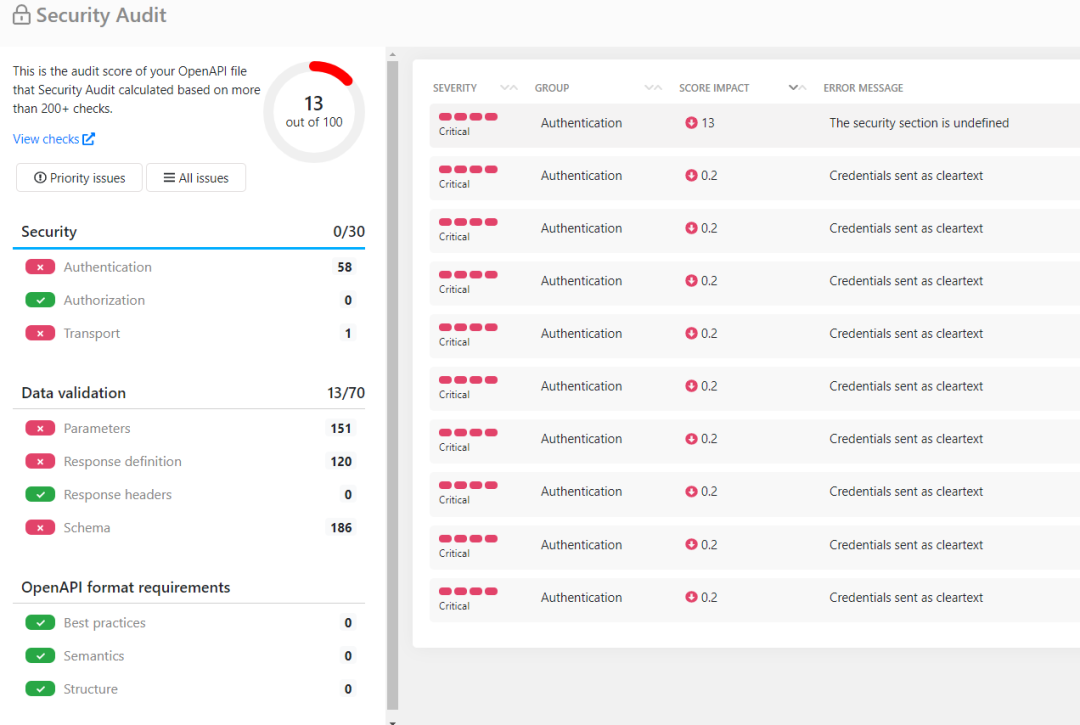 Security Audit
This is the audit score of your OpenAPI file
that Security Audit calculated based on more
than 200+ checks.
View checks
13
out of 100
Priority issues
All issues
Security 0/30
Authentication 58
Authorization 0
Transport 1
Data validation 13/70
Parameters 151
Response definition 120
Response headers 0
Schema 186
OpenAPI format requirements
Best practices 0
Semantics 0
Structure 0
SEVERITY GROUP SCORE IMPACT ERROR MESSAGE
Critical Authentication 13 The security section is undefined
Critical Authentication 0.2 Credentials sent as cleartext
Critical Authentication 0.2 Credentials sent as cleartext
Critical Authentication 0.2 Credentials sent as cleartext
Critical Authentication 0.2 Credentials sent as cleartext
Critical Authentication 0.2 Credentials sent as cleartext
Critical Authentication 0.2 Credentials sent as cleartext
Critical Authentication 0.2 Credentials sent as cleartext
Critical Authentication 0.2 Credentials sent as cleartext
Critical Authentication 0.2 Credentials sent as cleartext